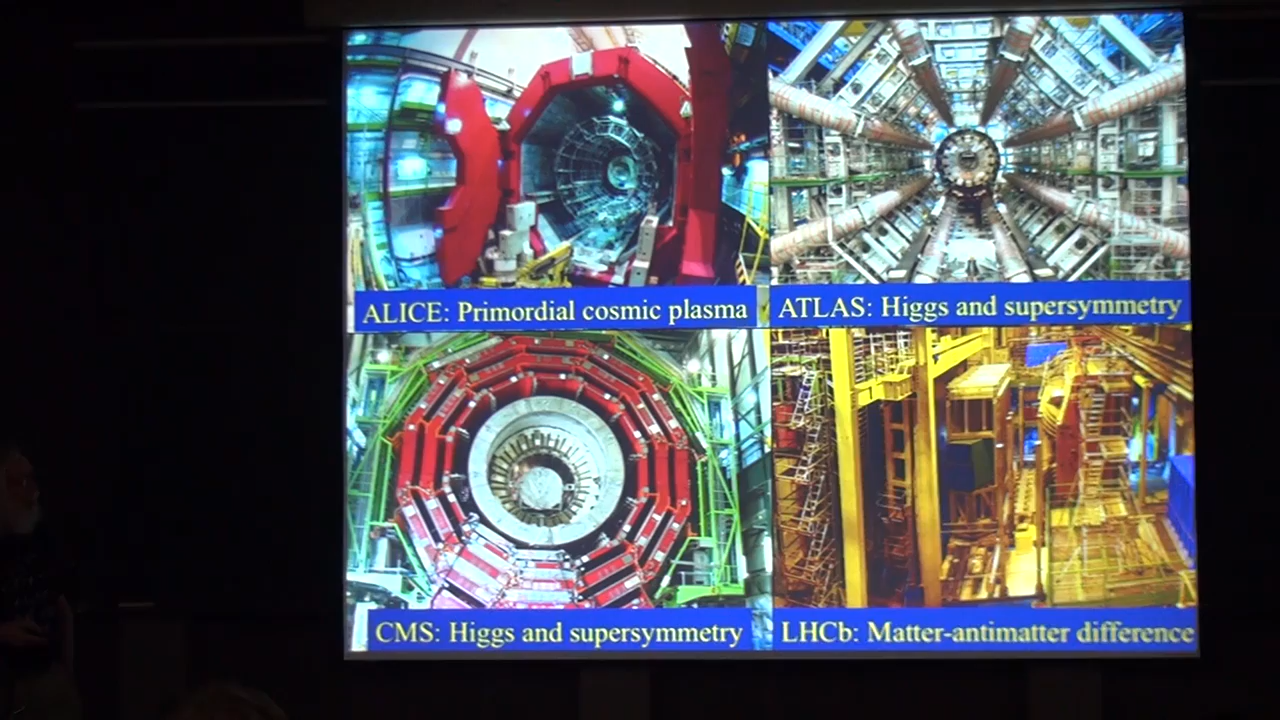 ALICE: Primordial cosmic plasma
ATLAS: Higgs and supersymmetry
CMS: Higgs and supersymmetry
LHCb: Matter-antimatter difference